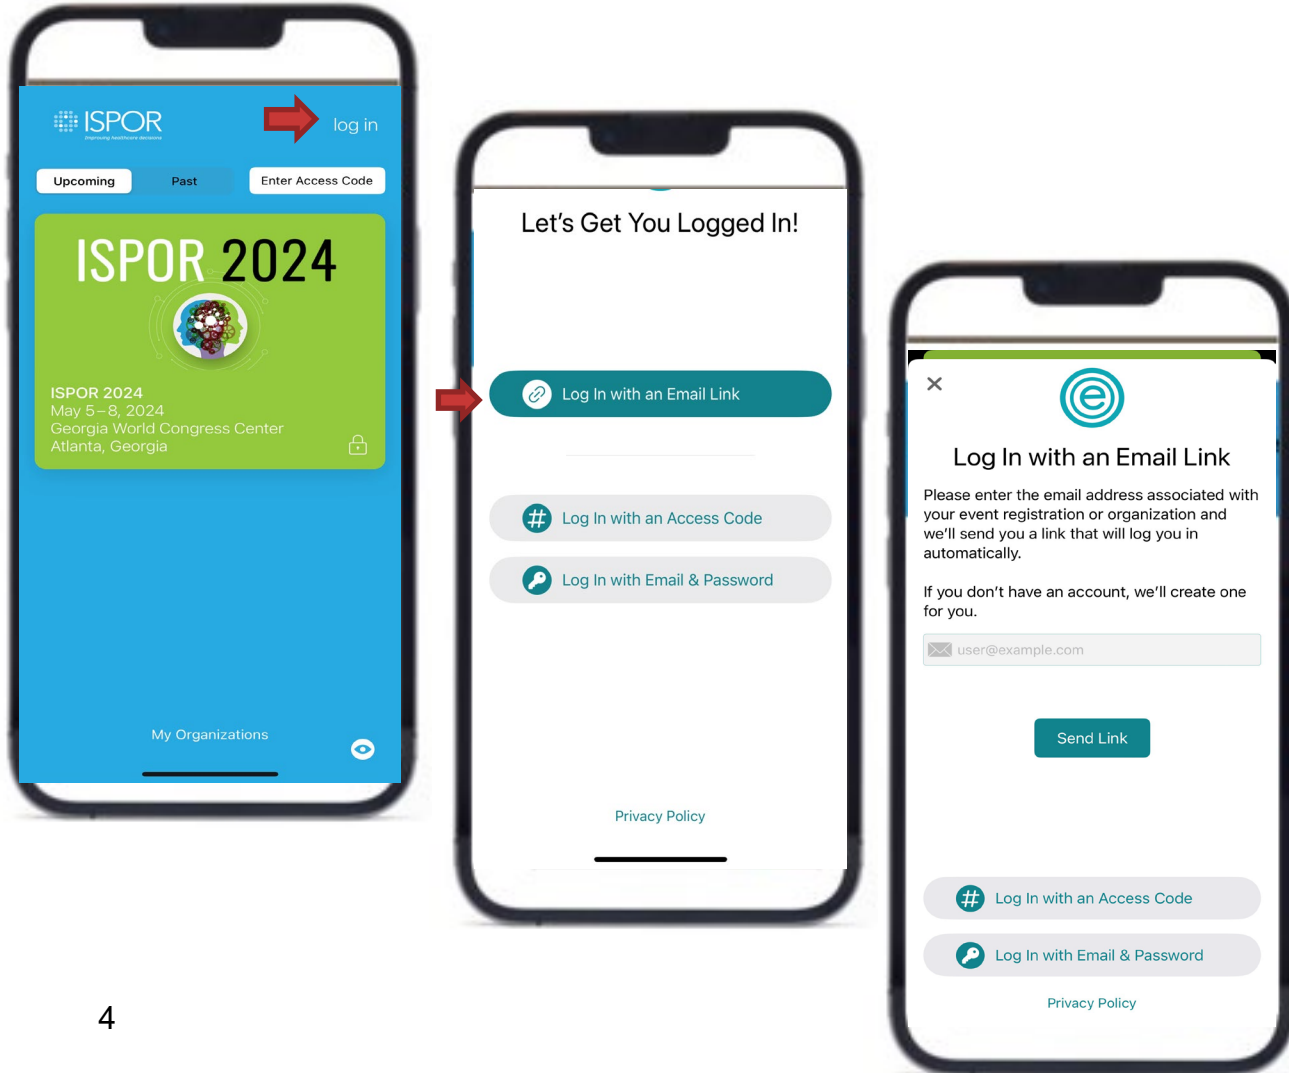 ISPOR
Improving healthcare decisions
log in
Upcoming
Past
Enter Access Code
ISPOR 2024
ISPOR 2024
May 5–8, 2024
Georgia World Congress Center
Atlanta, Georgia
My Organizations
Let's Get You Logged In!
Log In with an Email Link
# Log In with an Access Code
Log In with Email & Password
Privacy Policy
e
Log In with an Email Link
Please enter the email address associated with
your event registration or organization and
we'll send you a link that will log you in
automatically.
If you don't have an account, we'll create one
for you.
user@example.com
Send Link
# Log In with an Access Code
Log In with Email & Password
Privacy Policy
4